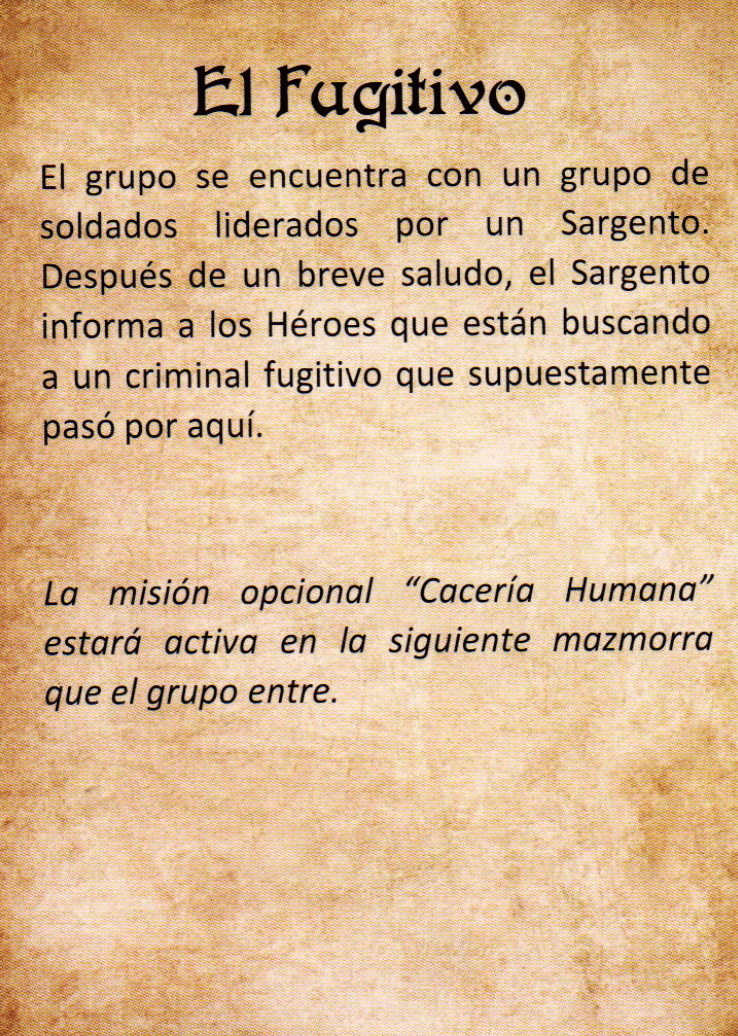 El Fugitivo
El grupo se encuentra con un grupo de
soldados liderados por un Sargento.
Después de un breve saludo, el Sargento
informa a los Héroes que están buscando
a un criminal fugitivo que supuestamente
pasó por aquí.
La misión opcional “Cacería Humana”
estará activa en la siguiente mazmorra
que el grupo entre.